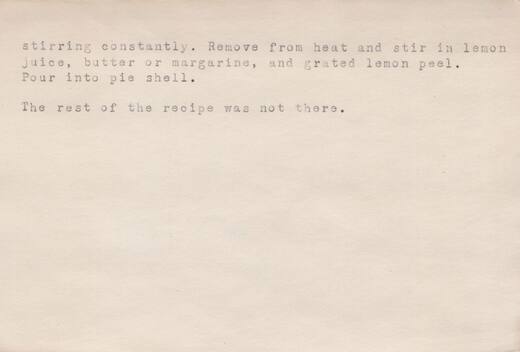 stirring constantly. Remove from heat and stir in lemon
juice, butter or margarine, and grated lemon peel.
Pour into pie shell.
The rest of the recipe was not there.